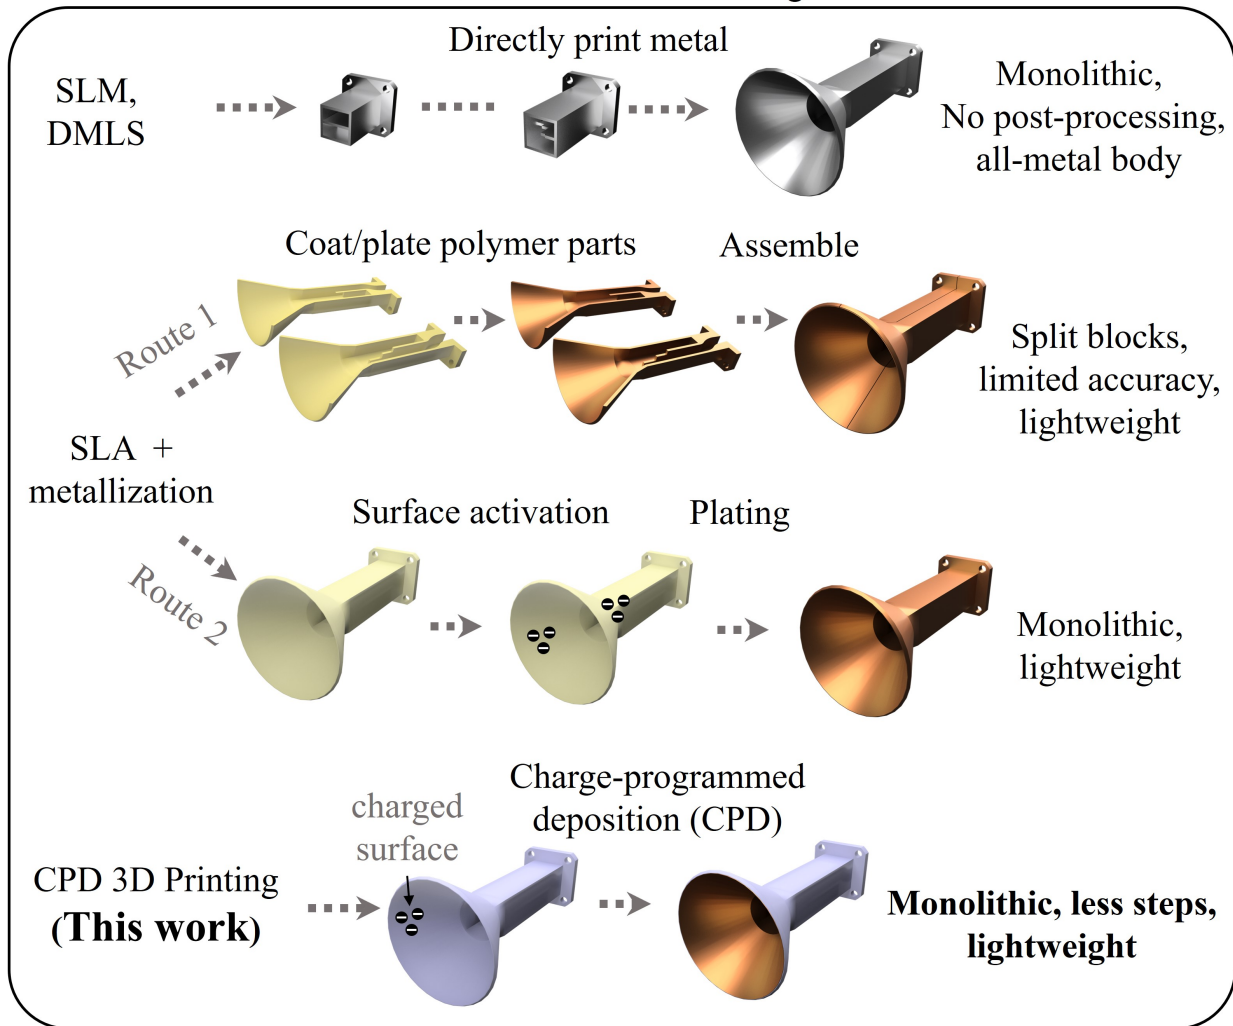 Directly print metal
SLM,
DMLS
Monolithic,
No post-processing,
all-metal body
Coat/plate polymer parts
Assemble
Route 1
Split blocks,
limited accuracy,
lightweight
SLA +
metallization
Surface activation
Plating
Route 2
Monolithic,
lightweight
Charge-programmed
deposition (CPD)
charged
surface
CPD 3D Printing
(This work)
Monolithic, less steps,
lightweight